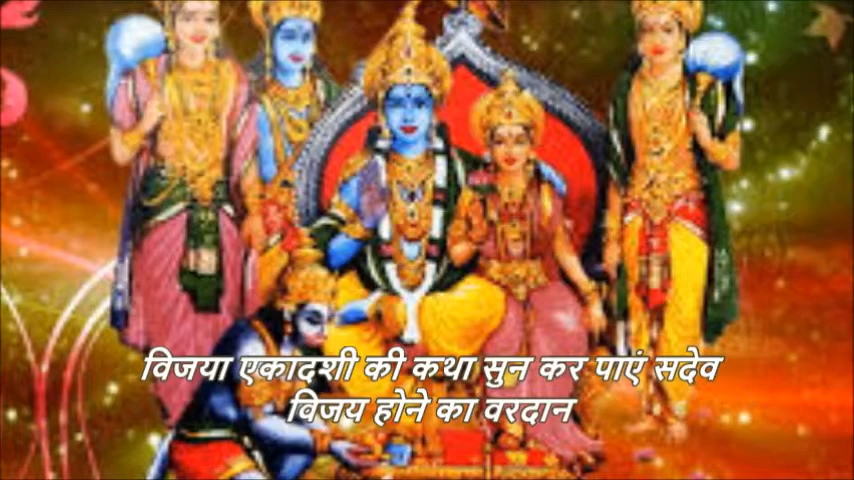 विजया एकादशी की कथा सुन कर पाएं सदेव
विजय होने का वरदान